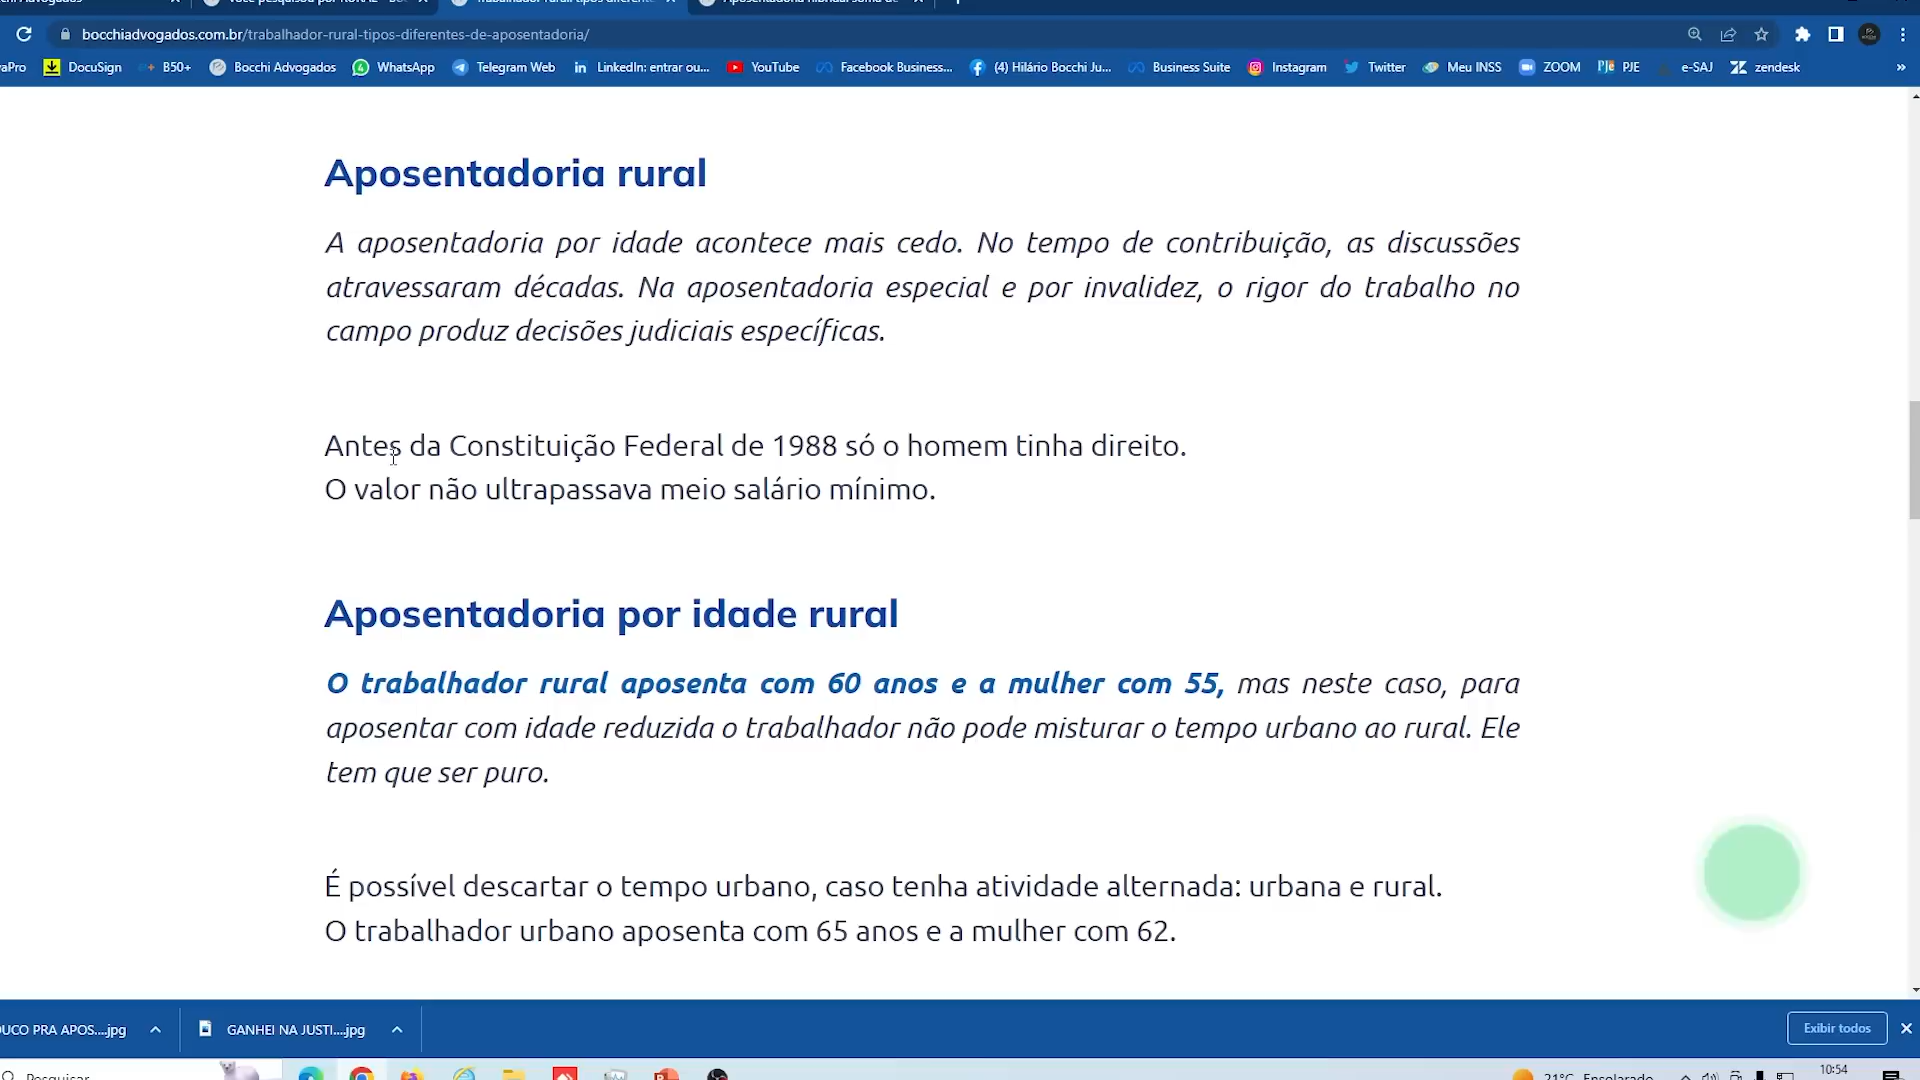 bocchiadvogados.com.br/trabalhador-rural-tipos-diferentes-de-aposentadoria/
aPro DocuSign B50+ Bocchi Advogados WhatsApp Telegram Web LinkedIn: entrar ou... YouTube Facebook Business... (4) Hilário Bocchi Ju... Business Suite Instagram Twitter Meu INSS ZOOM PJE e-SAJ zendesk »
Aposentadoria rural
A aposentadoria por idade acontece mais cedo. No tempo de contribuição, as discussões
atravessaram décadas. Na aposentadoria especial e por invalidez, o rigor do trabalho no
campo produz decisões judiciais específicas.
Antes da Constituição Federal de 1988 só o homem tinha direito.
O valor não ultrapassava meio salário mínimo.
Aposentadoria por idade rural
O trabalhador rural aposenta com 60 anos e a mulher com 55, mas neste caso, para
aposentar com idade reduzida o trabalhador não pode misturar o tempo urbano ao rural. Ele
tem que ser puro.
É possível descartar o tempo urbano, caso tenha atividade alternada: urbana e rural.
O trabalhador urbano aposenta com 65 anos e a mulher com 62.
UCO PRA APOS....jpg GANHEI NA JUSTI....jpg Exibir todos
Pesquisar 21°C Ensolarado 10:54